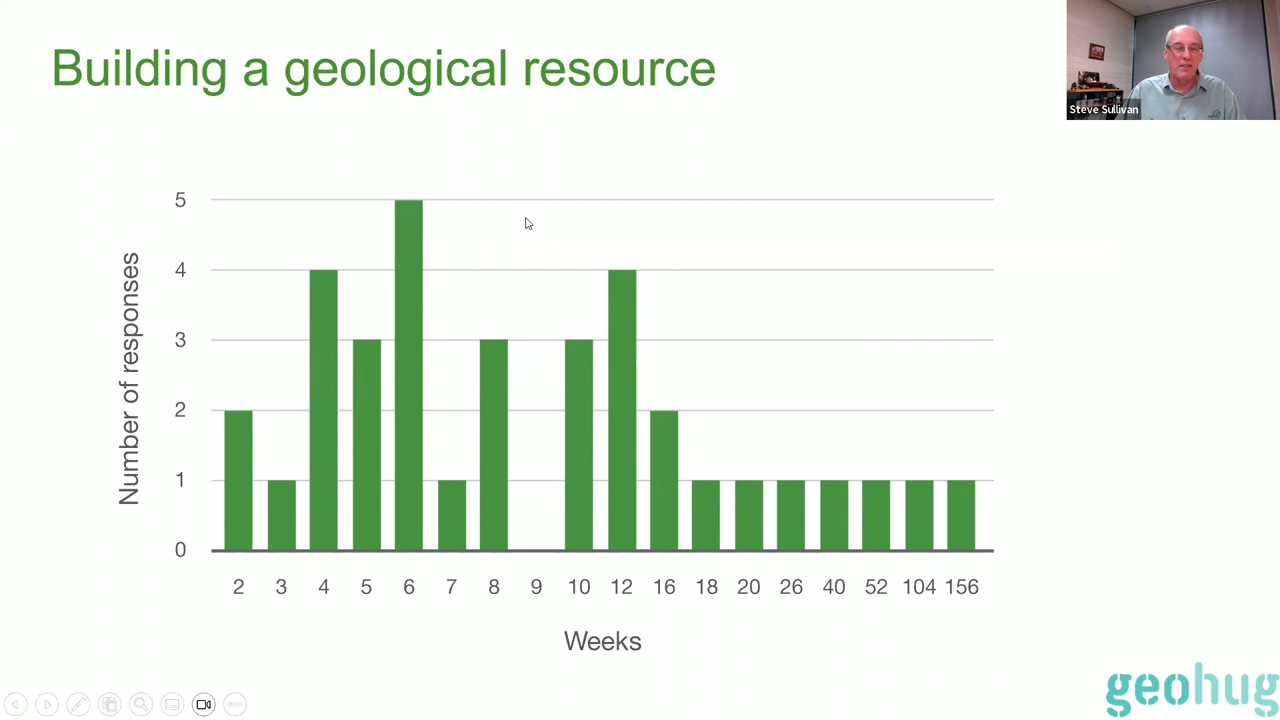 Building a geological resource
Steve Sullivan
Number of responses
5
4
3
2
1
0
2 3 4 5 6 7 8 9 10 12 16 18 20 26 40 52 104 156
Weeks
geohug